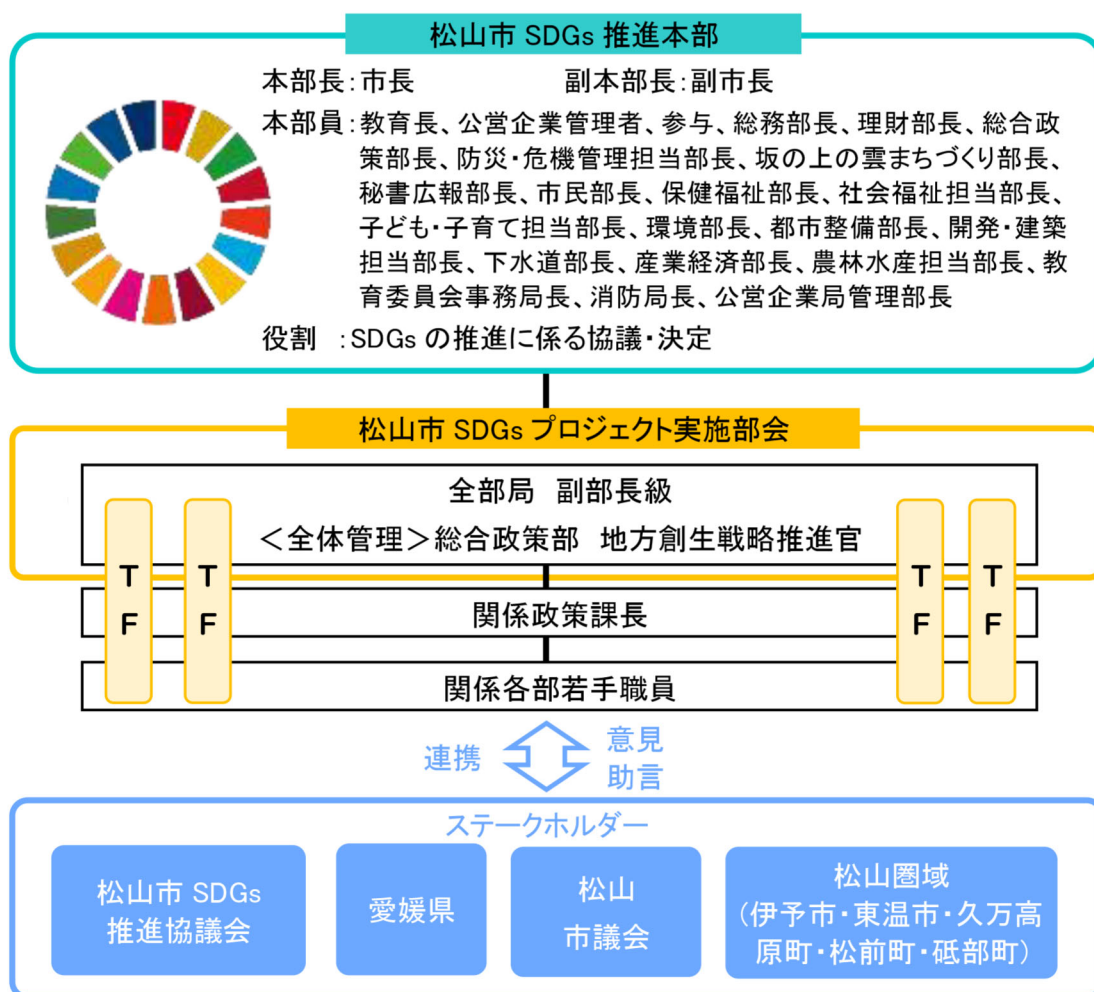 松山市 SDGs 推進本部
本部長：市長　副本部長：副市長
本部員：教育長、公営企業管理者、参与、総務部長、理財部長、総合政
策部長、防災・危機管理担当部長、坂の上の雲まちづくり部長、
秘書広報部長、市民部長、保健福祉部長、社会福祉担当部長、
子ども・子育て担当部長、環境部長、都市整備部長、開発・建築
担当部長、下水道部長、産業経済部長、農林水産担当部長、教
育委員会事務局長、消防局長、公営企業局管理部長
役割　：SDGs の推進に係る協議・決定
松山市 SDGs プロジェクト実施部会
全部局　副部長級
＜全体管理＞総合政策部　地方創生戦略推進官
TF
TF
TF
TF
関係政策課長
関係各部若手職員
連携
意見
助言
ステークホルダー
松山市 SDGs
推進協議会
愛媛県
松山
市議会
松山圏域
（伊予市・東温市・久万高
原町・松前町・砥部町）